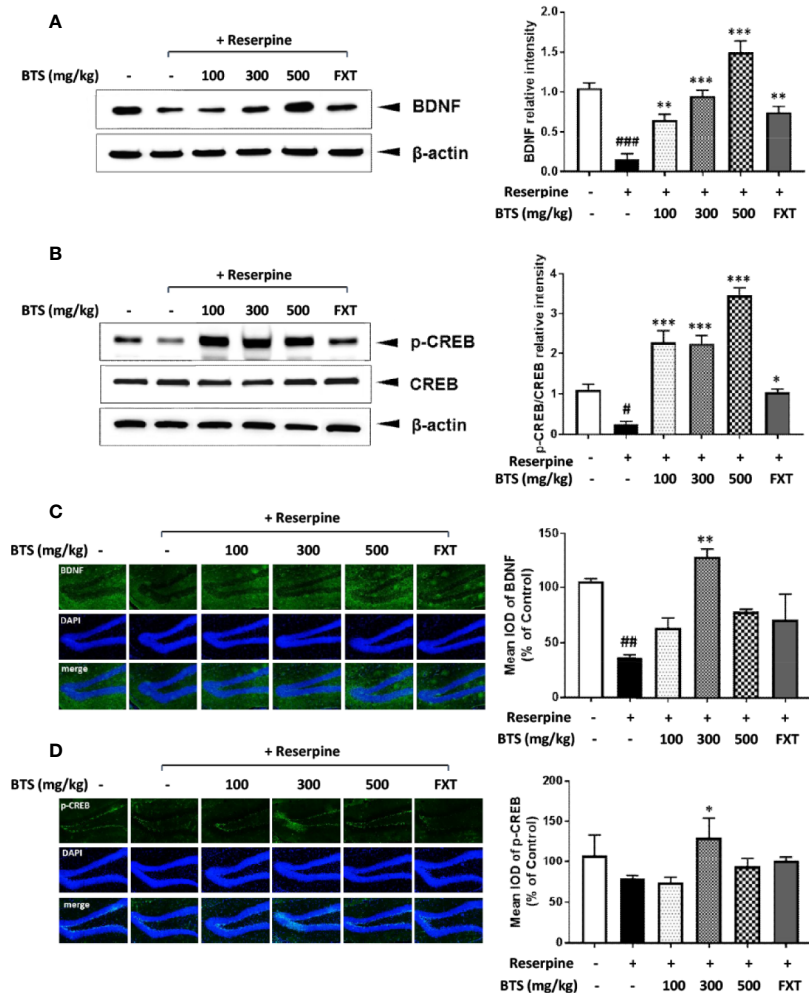 A
+ Reserpine
BTS (mg/kg) - - 100 300 500 FXT
BDNF
β-actin
BDNF relative intensity
2.0
1.5
1.0
0.5
0.0
###
**
***
***
**
Reserpine - + + + + +
BTS (mg/kg) - - 100 300 500 FXT
B
+ Reserpine
BTS (mg/kg) - - 100 300 500 FXT
p-CREB
CREB
β-actin
p-CREB/CREB relative intensity
4
3
2
1
0
#
***
***
***
*
Reserpine - + + + + +
BTS (mg/kg) - - 100 300 500 FXT
C
+ Reserpine
BTS (mg/kg) - - 100 300 500 FXT
BDNF
DAPI
merge
Mean IOD of BDNF
(% of Control)
150
100
50
0
##
**
Reserpine - + + + + +
BTS (mg/kg) - - 100 300 500 FXT
D
+ Reserpine
BTS (mg/kg) - - 100 300 500 FXT
p-CREB
DAPI
merge
Mean IOD of p-CREB
(% of Control)
200
150
100
50
0
*
Reserpine - + + + + +
BTS (mg/kg) - - 100 300 500 FXT